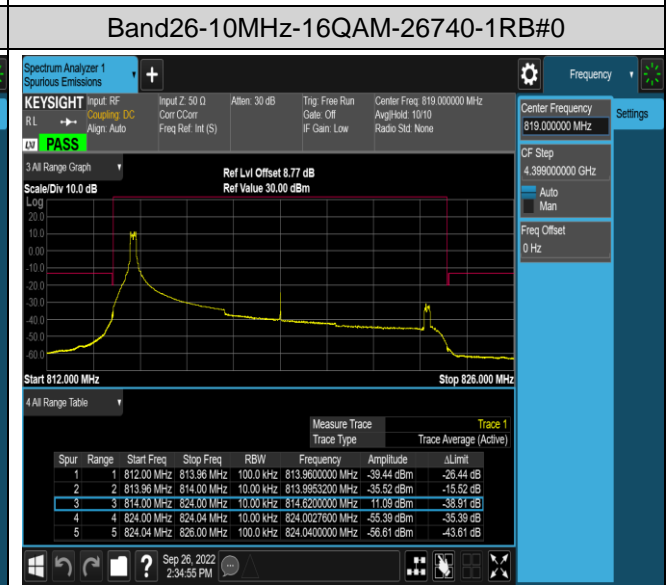 Band26-10MHz-16QAM-26740-1RB#0
Spectrum Analyzer 1
Spurious Emissions
▼
+
Frequency ▼
KEYSIGHT Input: RF Input Z: 50 Ω Atten: 30 dB Trig: Free Run Center Freq: 819.000000 MHz
RL Coupling: DC Corr CCorr Gate: Off Avg|Hold: 10/10
Align: Auto Freq Ref: Int (S) IF Gain: Low Radio Std: None
LXI PASS
Center Frequency
819.000000 MHz
Settings
CF Step
4.399000000 GHz
Auto
Man
Freq Offset
0 Hz
3 All Range Graph ▼
Ref Lvl Offset 8.77 dB
Scale/Div 10.0 dB Ref Value 30.00 dBm
Log
20.0
10.0
0.00
-10.0
-20.0
-30.0
-40.0
-50.0
-60.0
Start 812.000 MHz Stop 826.000 MHz
4 All Range Table ▼
Measure Trace Trace 1
Trace Type Trace Average (Active)
Spur Range Start Freq Stop Freq RBW Frequency Amplitude ΔLimit
1 1 812.00 MHz 813.96 MHz 100.0 kHz 813.9600000 MHz -39.44 dBm -26.44 dB
2 2 813.96 MHz 814.00 MHz 10.00 kHz 813.9953200 MHz -35.52 dBm -15.52 dB
3 3 814.00 MHz 824.00 MHz 10.00 kHz 814.6200000 MHz 11.09 dBm -38.91 dB
4 4 824.00 MHz 824.04 MHz 10.00 kHz 824.0027600 MHz -55.39 dBm -35.39 dB
5 5 824.04 MHz 826.00 MHz 100.0 kHz 824.0400000 MHz -56.61 dBm -43.61 dB
? Sep 26, 2022
2:34:55 PM